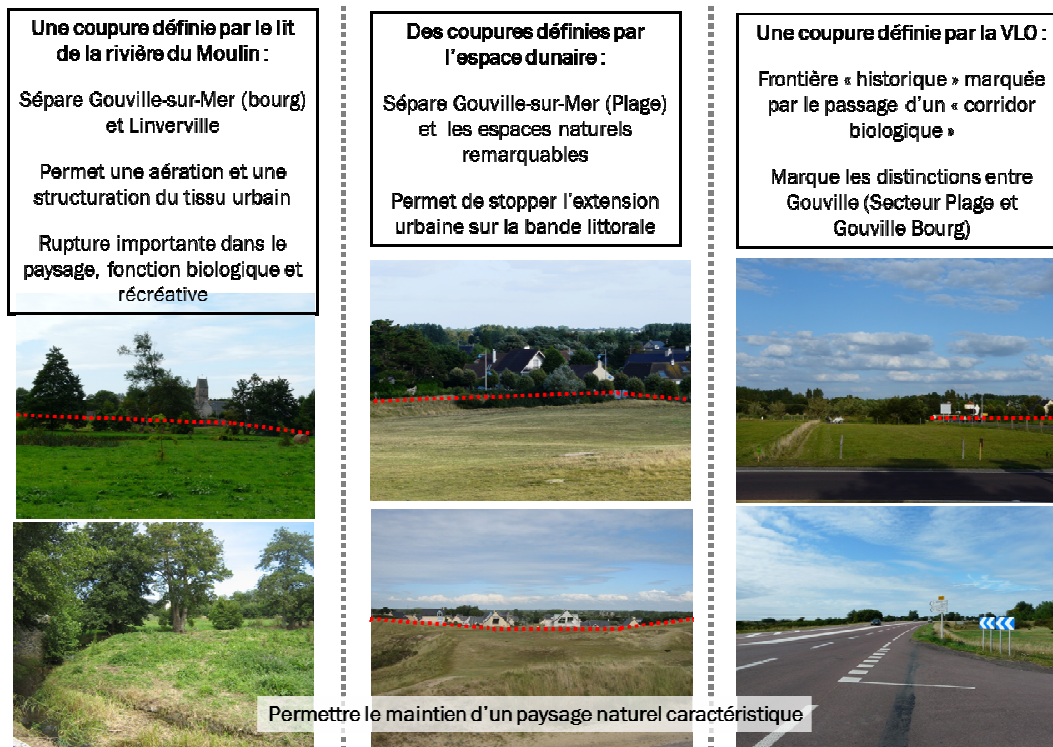 Une coupure définie par le lit
de la rivière du Moulin :
Sépare Gouville-sur-Mer (bourg)
et Linverville
Permet une aération et une
structuration du tissu urbain
Rupture importante dans le
paysage, fonction biologique et
récréative
Des coupures définies par
l'espace dunaire :
Sépare Gouville-sur-Mer (Plage)
et les espaces naturels
remarquables
Permet de stopper l'extension
urbaine sur la bande littorale
Une coupure définie par la VLO :
Frontière « historique » marquée
par le passage d'un « corridor
biologique »
Marque les distinctions entre
Gouville (Secteur Plage et
Gouville Bourg)
Permettre le maintien d'un paysage naturel caractéristique